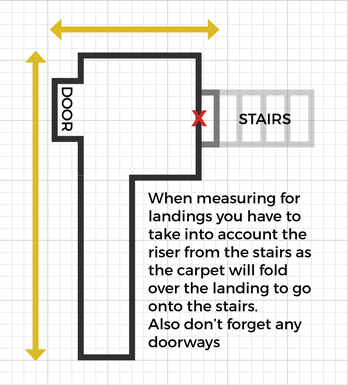 DOOR
X
STAIRS
When measuring for
landings you have to
take into account the
riser from the stairs as
the carpet will fold
over the landing to go
onto the stairs.
Also don't forget any
doorways